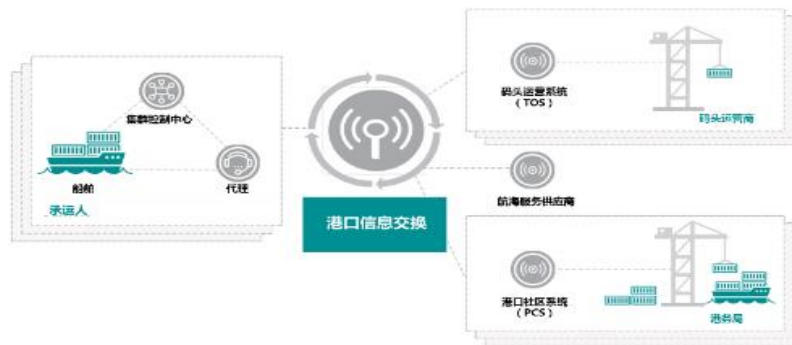 集群控制中心
船舶
代理
承运人
港口信息交换
码头运营系统
（TOS）
码头运营商
航海服务供应商
港口社区系统
（PCS）
港务局